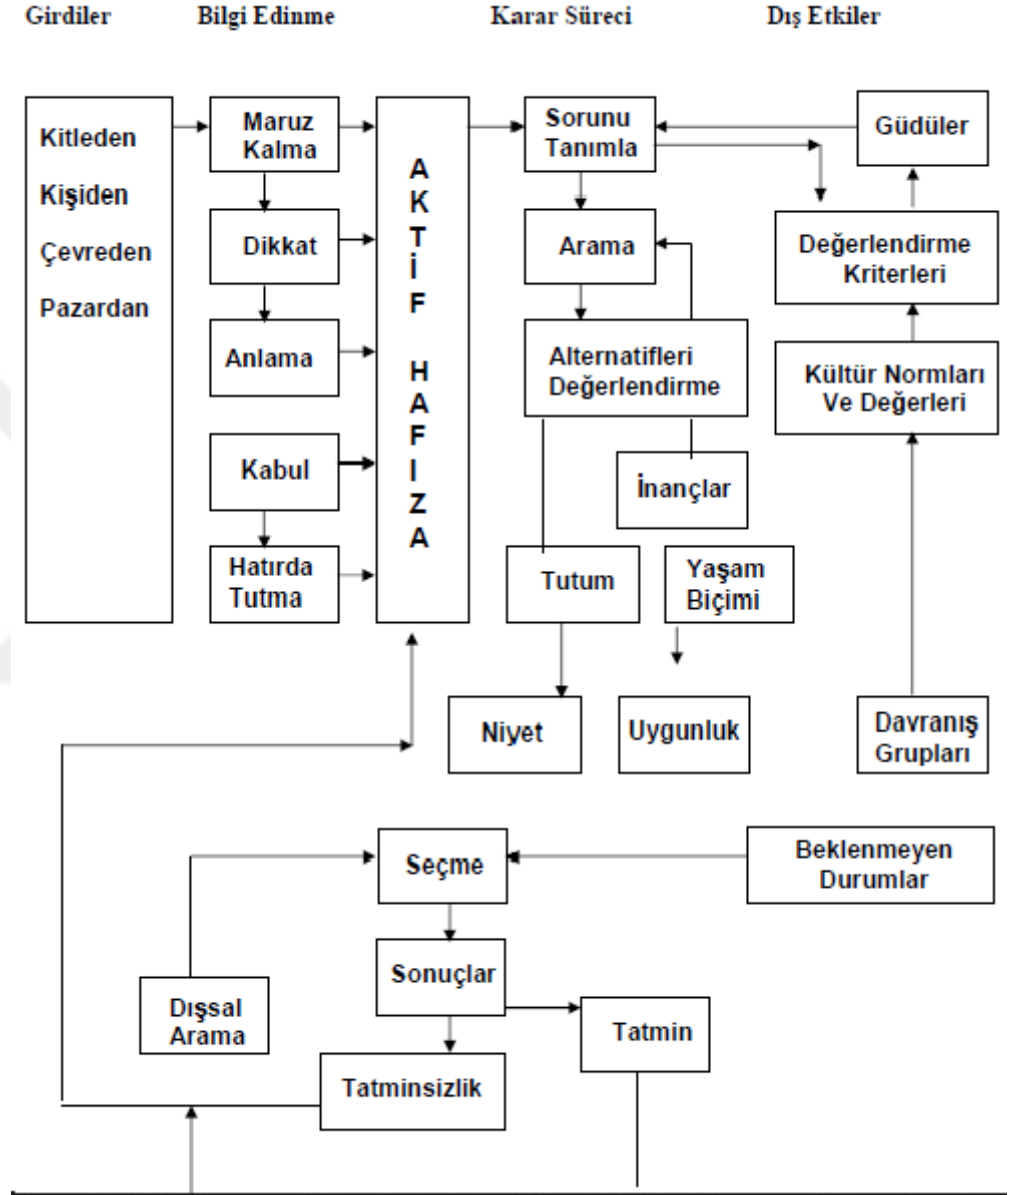 Girdiler
Bilgi Edinme
Karar Süreci
Dış Etkiler
Kitleden
Kişiden
Çevreden
Pazardan
Maruz
Kalma
Dikkat
Anlama
Kabul
Hatırda
Tutma
AKTİF HAFIZA
Sorunu
Tanımla
Arama
Alternatifleri
Değerlendirme
İnançlar
Tutum
Yaşam
Biçimi
Niyet
Uygunluk
Güdüler
Değerlendirme
Kriterleri
Kültür Normları
Ve Değerleri
Davranış
Grupları
Seçme
Beklenmeyen
Durumlar
Sonuçlar
Dışsal
Arama
Tatmin
Tatminsizlik